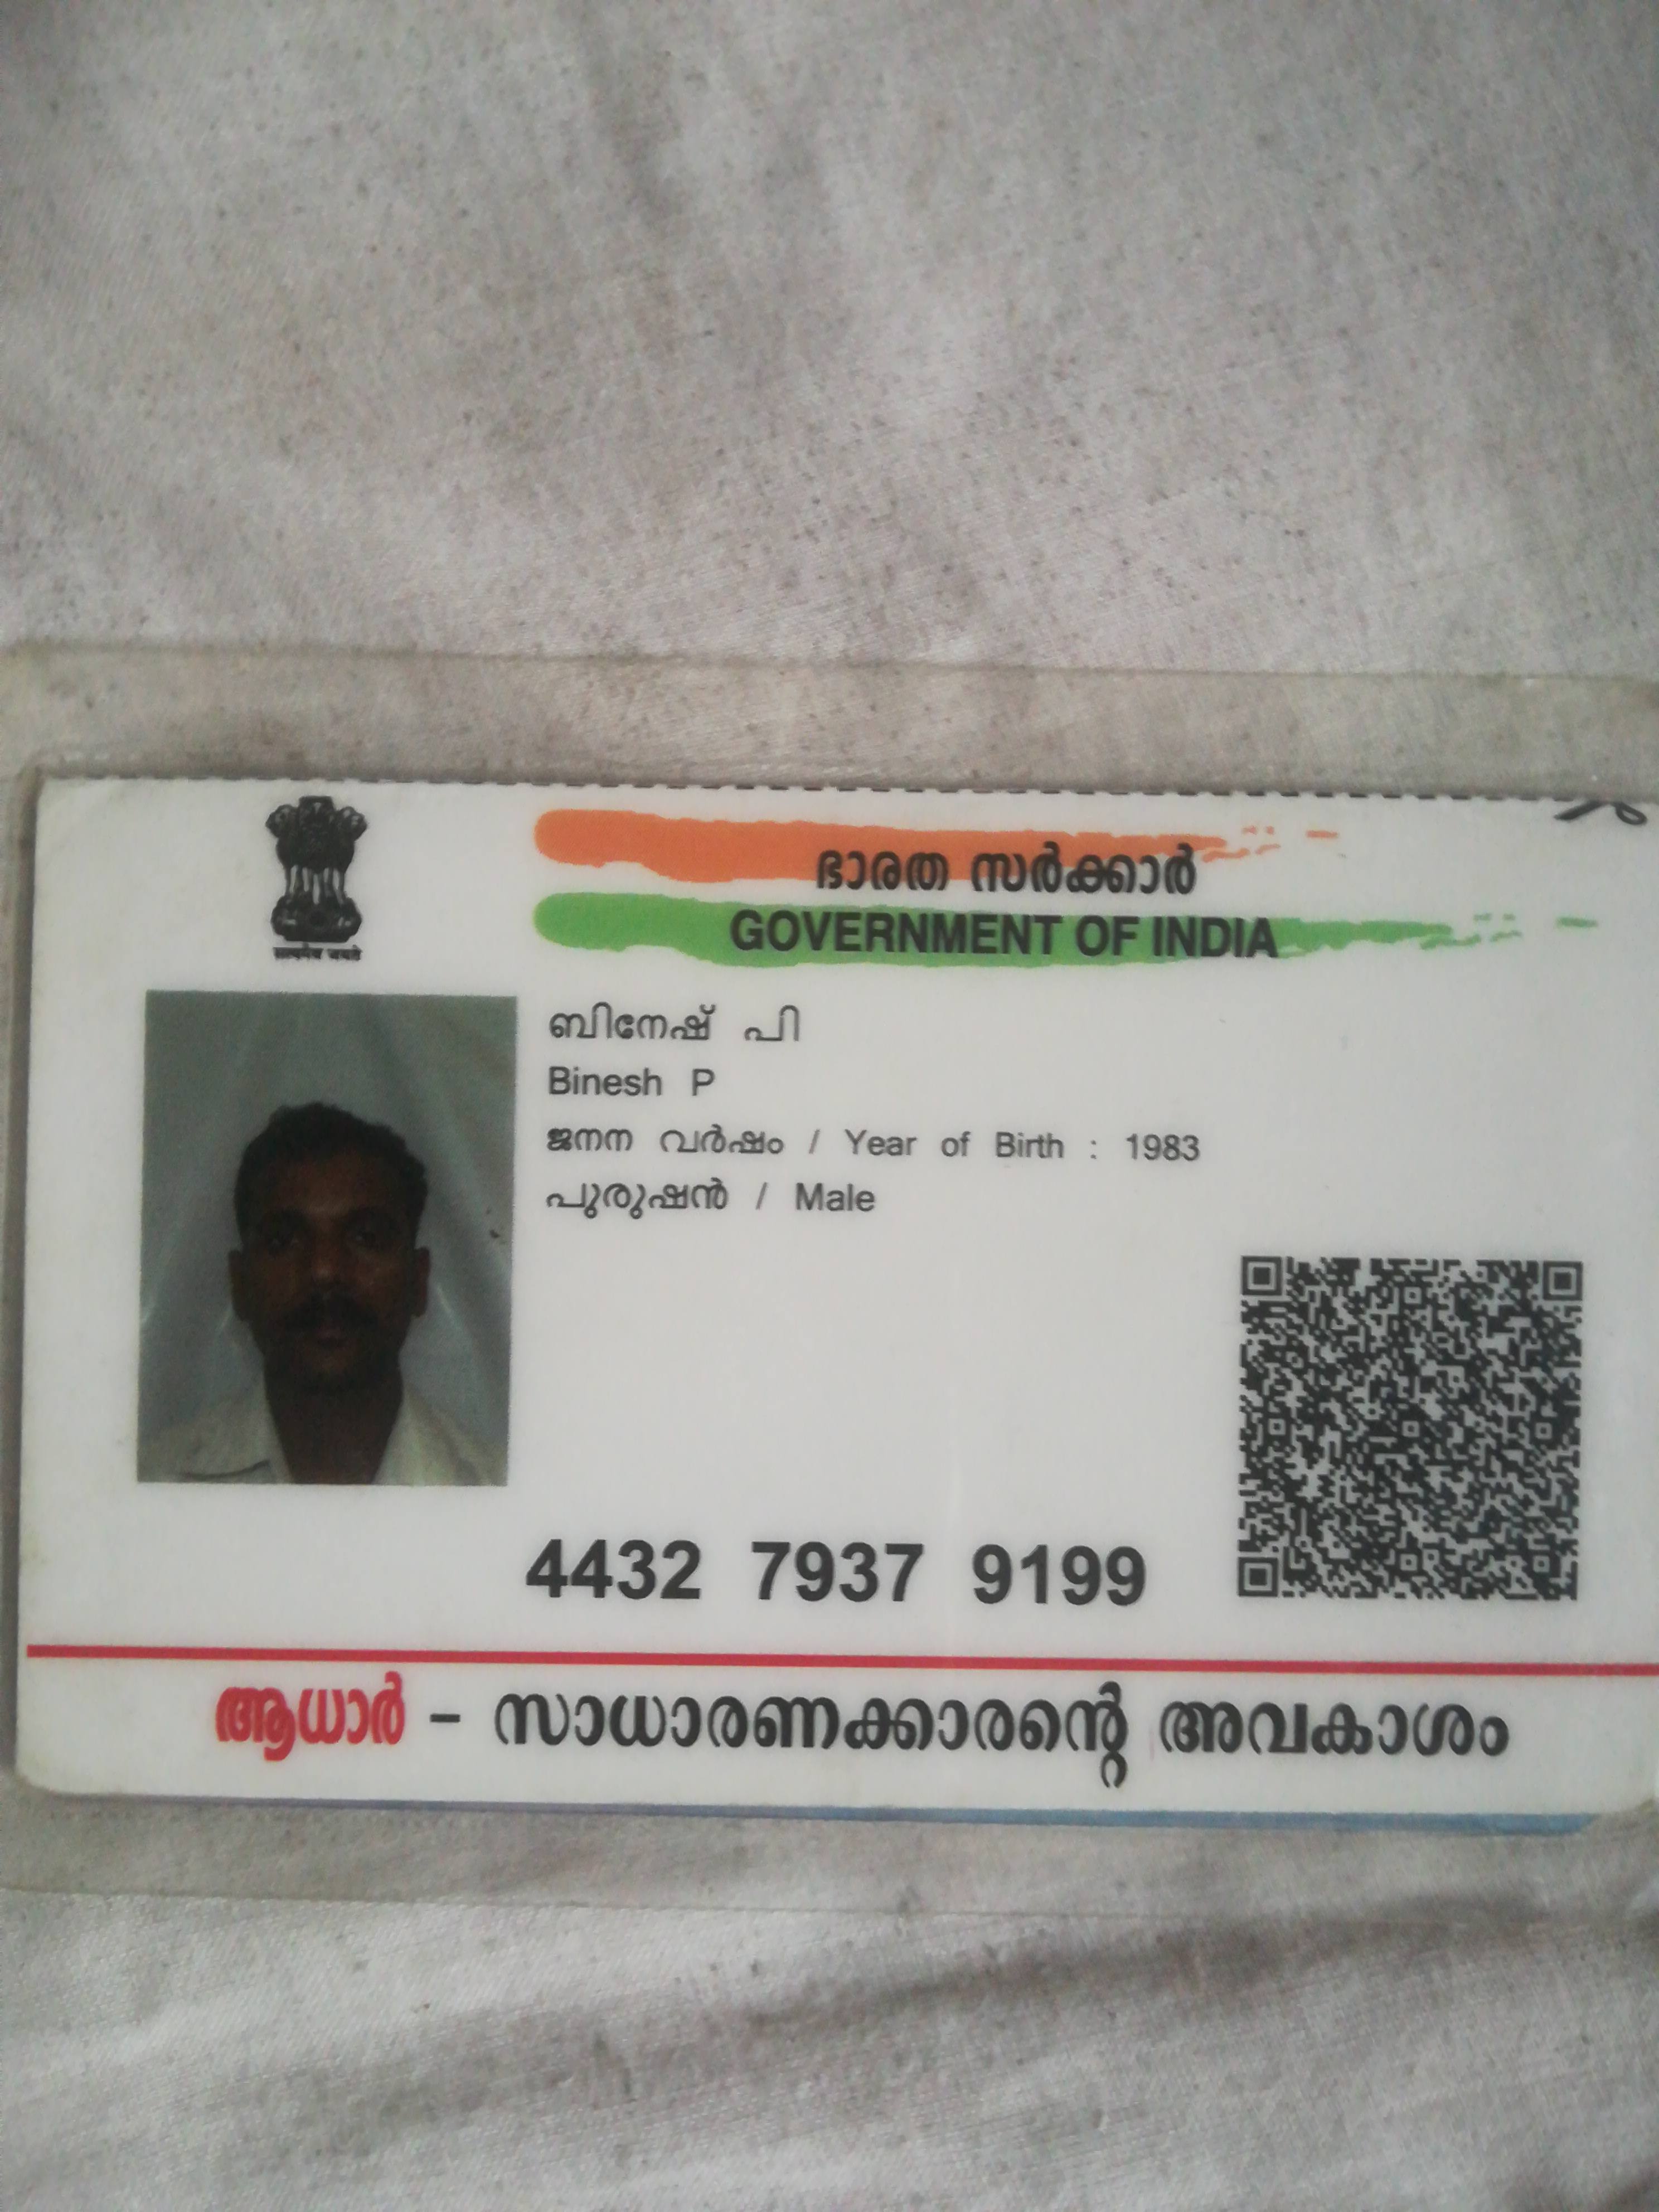 ഭാരത സർക്കാർ
GOVERNMENT OF INDIA
सत्यमेव जयते
ബിനേഷ് പി
Binesh P
ജനന വർഷം / Year of Birth : 1983
പുരുഷൻ / Male
4432 7937 9199
ആധാർ – സാധാരണക്കാരന്റെ അവകാശം